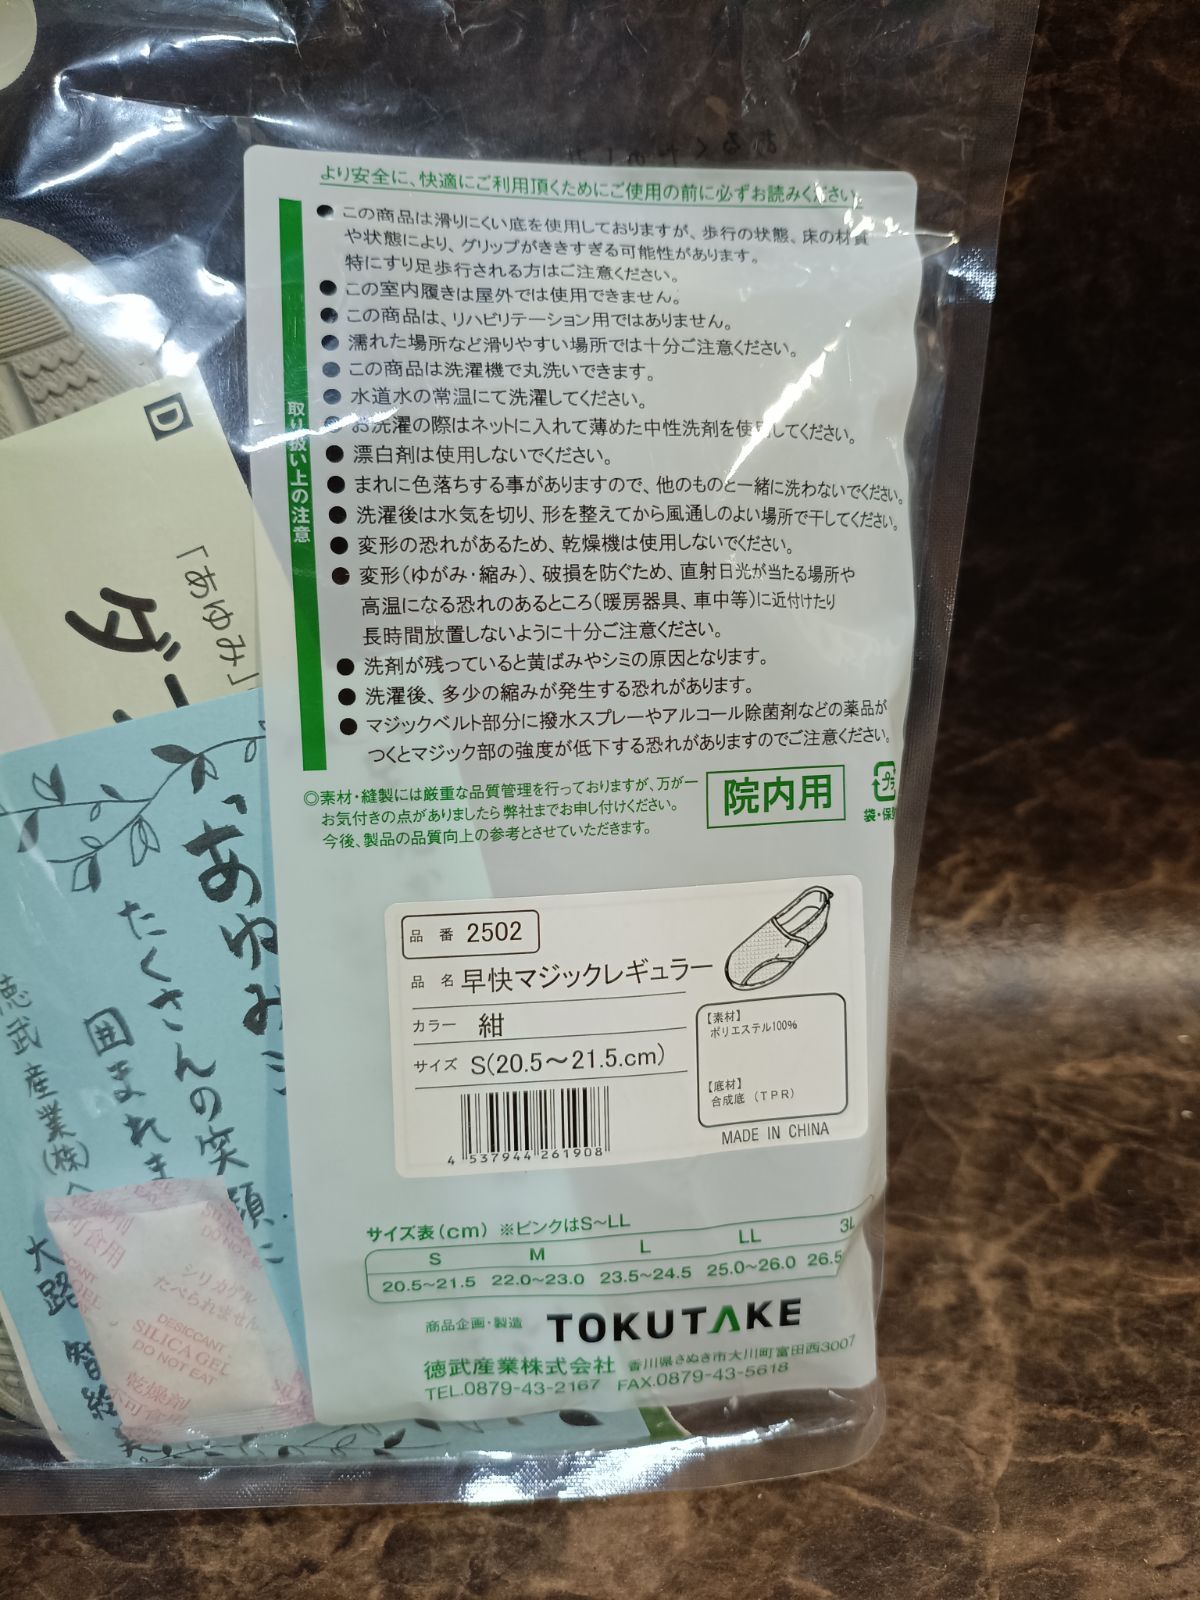 より安全に、快適にご利用頂くためにご使用の前に必ずお読みください。
取り扱い上の注意
●この商品は滑りにくい底を使用しておりますが、歩行の状態、床の材質
や状態により、グリップがききすぎる可能性があります。
特にすり足歩行される方はご注意ください。
●この室内履きは屋外では使用できません。
●この商品は、リハビリテーション用ではありません。
●濡れた場所など滑りやすい場所では十分ご注意ください。
●この商品は洗濯機で丸洗いできます。
●水道水の常温にて洗濯してください。
●お洗濯の際はネットに入れて薄めた中性洗剤を使用してください。
●漂白剤は使用しないでください。
●まれに色落ちする事がありますので、他のものと一緒に洗わないでください。
●洗濯後は水気を切り、形を整えてから風通しのよい場所で干してください。
●変形の恐れがあるため、乾燥機は使用しないでください。
●変形(ゆがみ・縮み)、破損を防ぐため、直射日光が当たる場所や
高温になる恐れのあるところ(暖房器具、車中等)に近付けたり
長時間放置しないように十分ご注意ください。
●洗剤が残っていると黄ばみやシミの原因となります。
●洗濯後、多少の縮みが発生する恐れがあります。
●マジックベルト部分に撥水スプレーやアルコール除菌剤などの薬品が
つくとマジック部の強度が低下する恐れがありますのでご注意ください。
◎素材・縫製には厳重な品質管理を行っておりますが、万が一
お気付きの点がありましたら弊社までお申し付けください。
今後、製品の品質向上の参考とさせていただきます。
院内用
プラ
袋・保
品番 2502
品名 早快マジックレギュラー
カラー 紺
サイズ S(20.5～21.5.cm)
【素材】
ポリエステル100%
【底材】
合成底(TPR)
MADE IN CHINA
4 537944 261908
サイズ表(cm) ※ピンクはS~LL
S M L LL 3L
20.5~21.5 22.0~23.0 23.5~24.5 25.0~26.0 26.5
商品企画・製造 TOKUTAKE
徳武産業株式会社 香川県さぬき市大川町富田西3007
TEL.0879-43-2167 FAX.0879-43-5618
D
「あゆみ」
ダ
あゆみ
たくさんの笑顔に
囲まれま
徳武産業(株)
大路
乾燥剤
不可食用
シリカゲル
たべられません
DESICCANT
SILICA GEL
DO NOT EAT
乾燥剤
不可食用